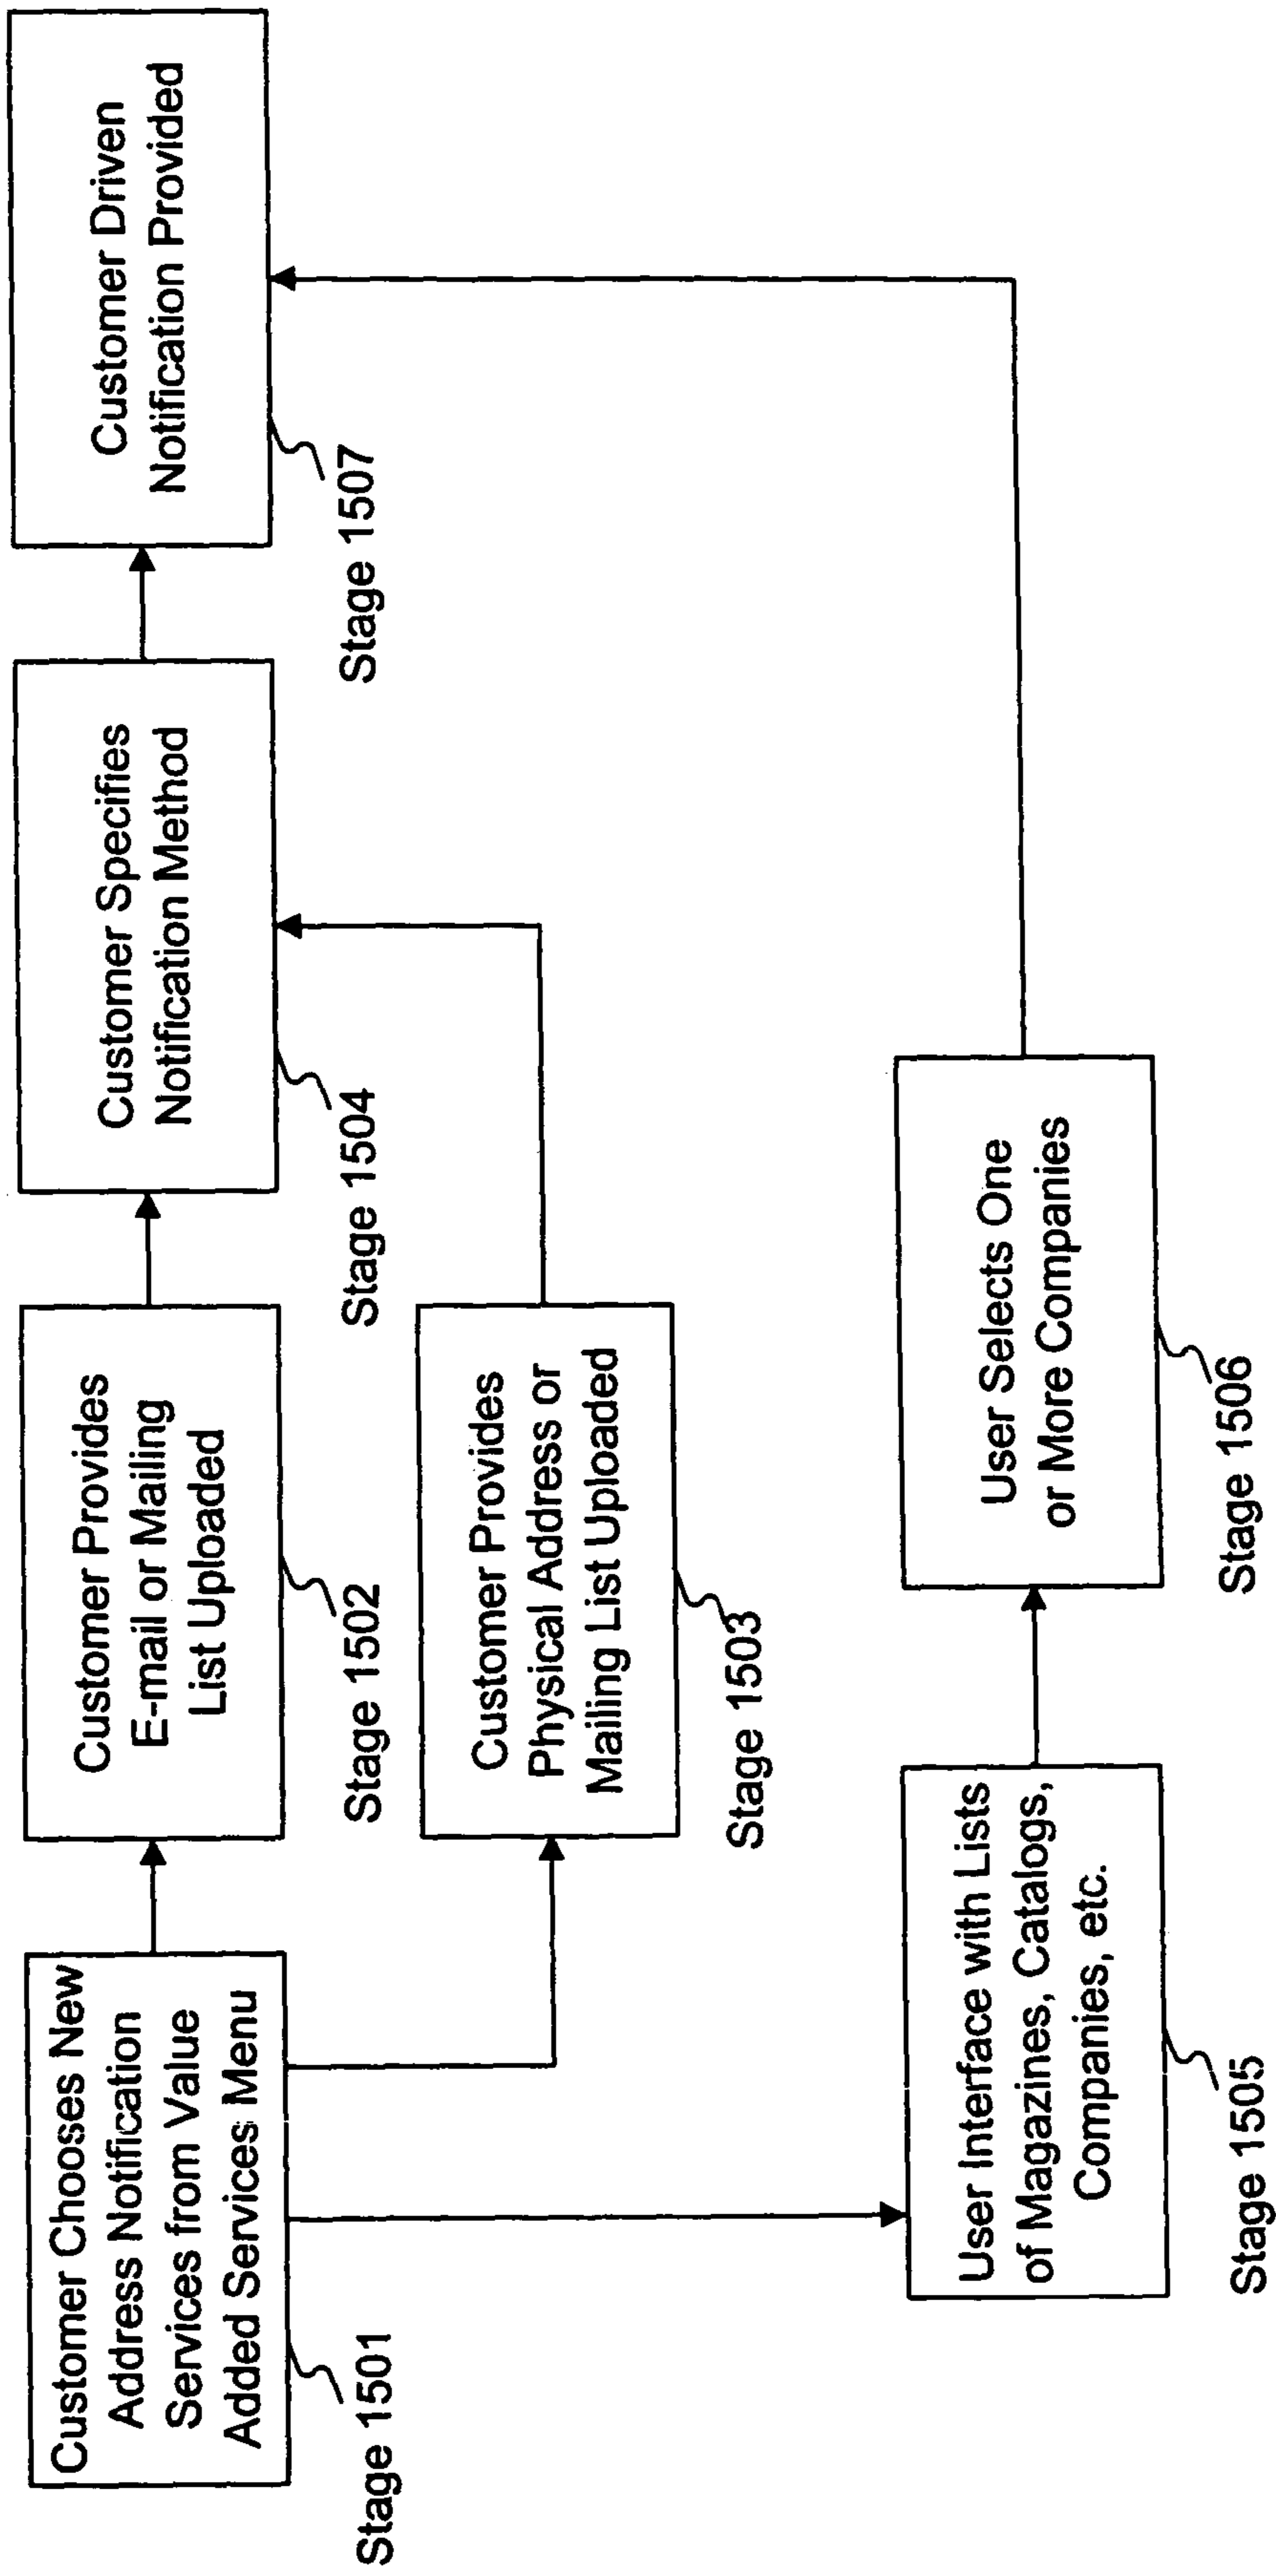 Customer Chooses New
Address Notification
Services from Value
Added Services Menu
Stage 1501
Customer Provides
E-mail or Mailing
List Uploaded
Stage 1502
Customer Provides
Physical Address or
Mailing List Uploaded
Stage 1503
Customer Specifies
Notification Method
Stage 1504
User Interface with Lists
of Magazines, Catalogs,
Companies, etc.
Stage 1505
User Selects One
or More Companies
Stage 1506
Customer Driven
Notification Provided
Stage 1507